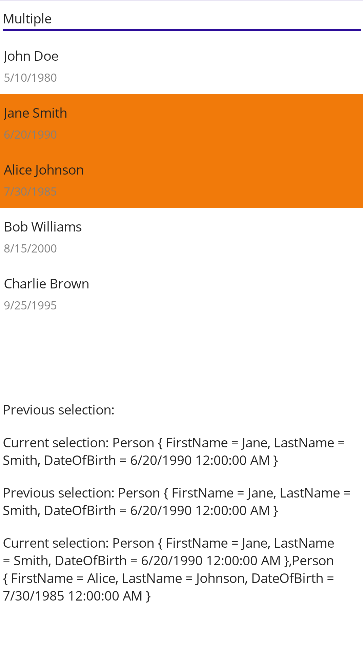 Multiple
John Doe
5/10/1980
Jane Smith
6/20/1990
Alice Johnson
7/30/1985
Bob Williams
8/15/2000
Charlie Brown
9/25/1995
Previous selection:
Current selection: Person { FirstName = Jane, LastName =
Smith, DateOfBirth = 6/20/1990 12:00:00 AM }
Previous selection: Person { FirstName = Jane, LastName =
Smith, DateOfBirth = 6/20/1990 12:00:00 AM }
Current selection: Person { FirstName = Jane, LastName
= Smith, DateOfBirth = 6/20/1990 12:00:00 AM },Person
{ FirstName = Alice, LastName = Johnson, DateOfBirth =
7/30/1985 12:00:00 AM }